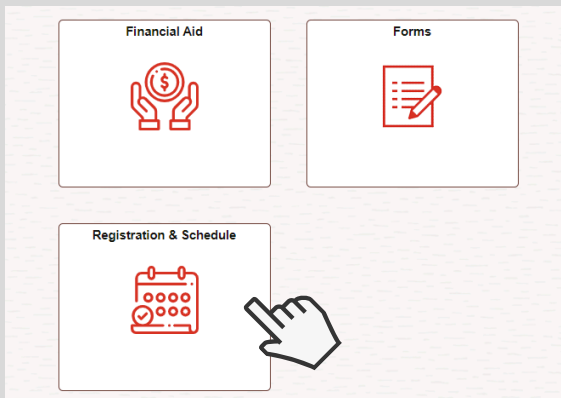 Financial Aid
Forms
$
Registration & Schedule